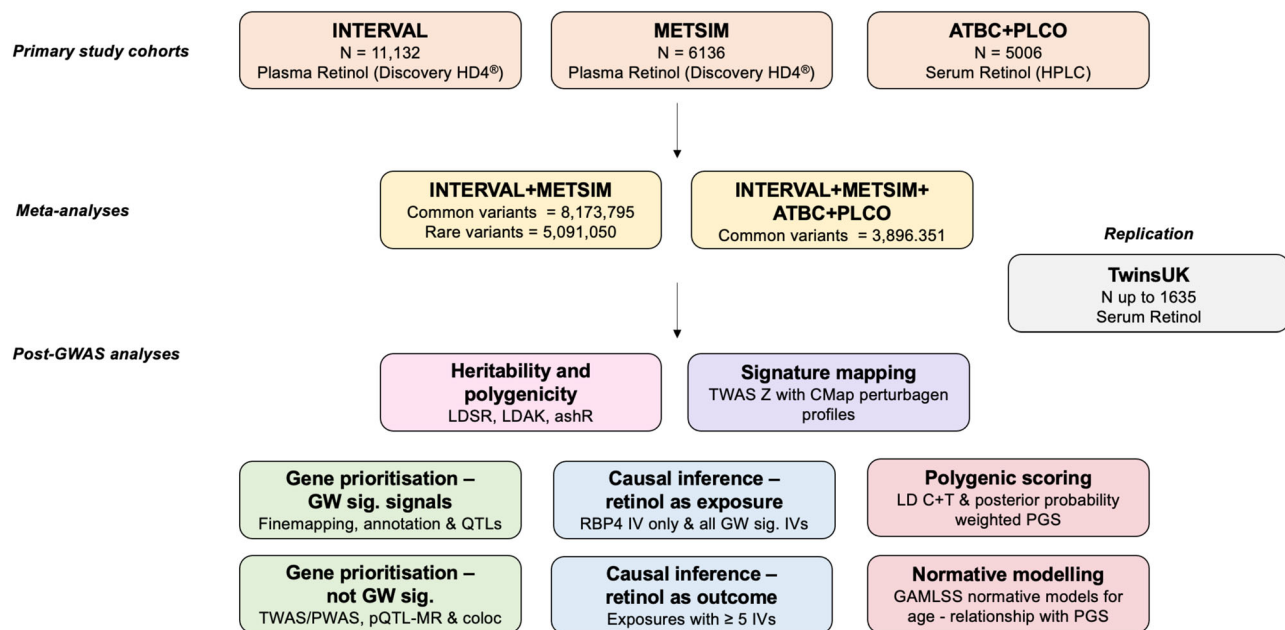 Primary study cohorts
INTERVAL
N = 11,132
Plasma Retinol (Discovery HD4®)
METSIM
N = 6136
Plasma Retinol (Discovery HD4®)
ATBC+PLCO
N = 5006
Serum Retinol (HPLC)
Meta-analyses
INTERVAL+METSIM
Common variants = 8,173,795
Rare variants = 5,091,050
INTERVAL+METSIM+
ATBC+PLCO
Common variants = 3,896.351
Replication
TwinsUK
N up to 1635
Serum Retinol
Post-GWAS analyses
Heritability and
polygenicity
LDSR, LDAK, ashR
Signature mapping
TWAS Z with CMap perturbagen
profiles
Gene prioritisation –
GW sig. signals
Finemapping, annotation & QTLs
Causal inference –
retinol as exposure
RBP4 IV only & all GW sig. IVs
Polygenic scoring
LD C+T & posterior probability
weighted PGS
Gene prioritisation –
not GW sig.
TWAS/PWAS, pQTL-MR & coloc
Causal inference –
retinol as outcome
Exposures with ≥ 5 IVs
Normative modelling
GAMLSS normative models for
age - relationship with PGS